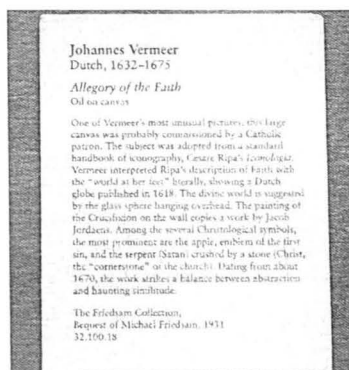 Johannes Vermeer
Dutch, 1632–1675
Allegory of the Faith
Oil on canvas
One of Vermeer's most unusual pictures, this large
canvas was probably commissioned by a Catholic
patron. The subject was adopted from a standard
handbook of iconography, Cesare Ripa's Iconologia.
Vermeer interpreted Ripa's description of Faith with
the "world at her feet" literally, showing a Dutch
globe published in 1618. The divine world is suggested
by the glass sphere hanging overhead. The painting of
the Crucifixion on the wall copies a work by Jacob
Jordaens. Among the several Christological symbols,
the most prominent are the apple, emblem of the first
sin, and the serpent (Satan) crushed by a stone (Christ,
the "cornerstone" of the church). Dating from about
1670, the work strikes a balance between abstraction
and haunting similitude.
The Friedsam Collection,
Bequest of Michael Friedsam, 1931
32.100.18